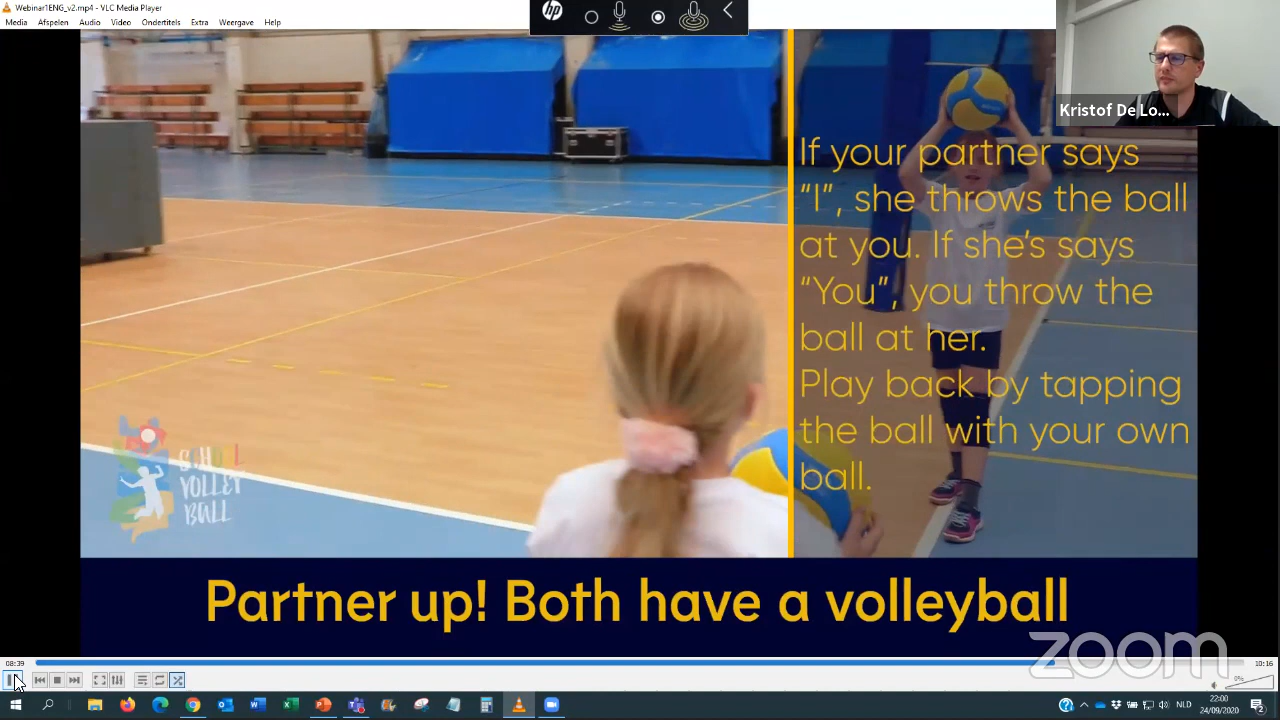 Webinar1ENG_v2.mp4 - VLC Media Player
Media Afspelen Audio Video Ondertitels Extra Weergave Help
hp
Kristof De Lo...
If your partner says
“I”, she throws the ball
at you. If she’s says
“You”, you throw the
ball at her.
Play back by tapping
the ball with your own
ball.
SCHOOL
VOLLEY
BALL
Partner up! Both have a volleyball
zoom
08:39
10:16
0%
NLD
22:00
24/09/2020
2